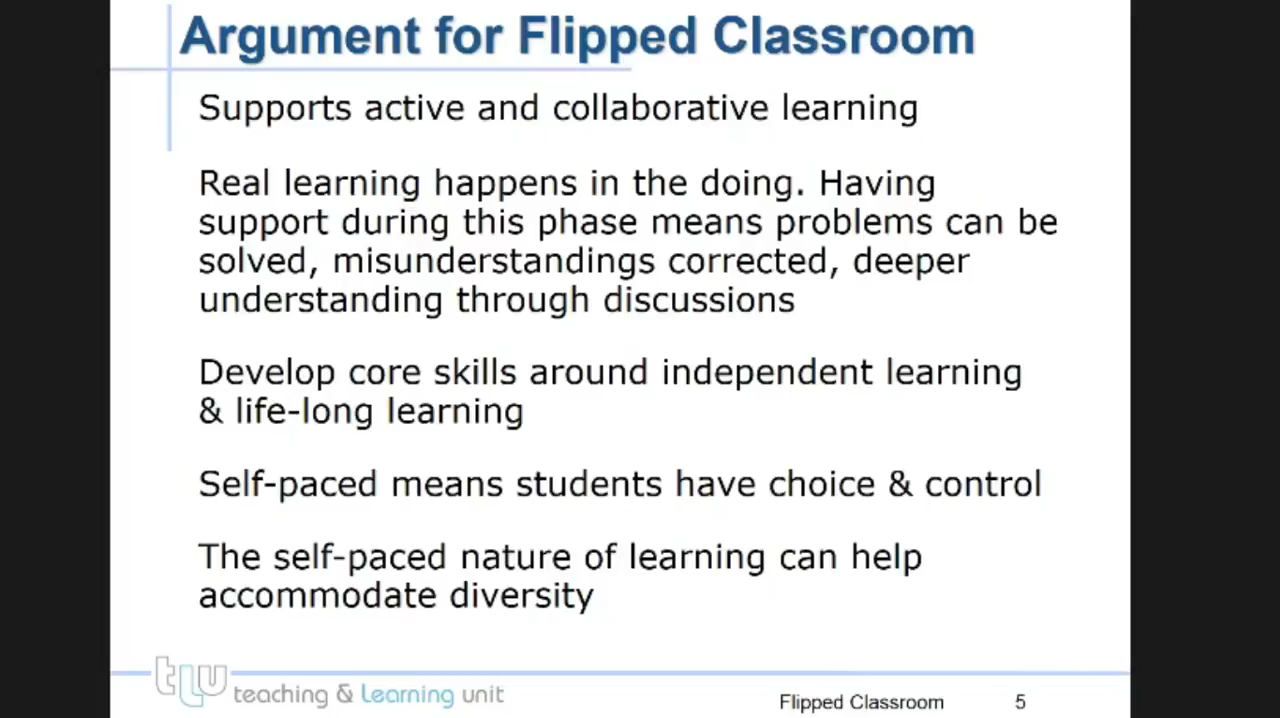 Argument for Flipped Classroom
Supports active and collaborative learning
Real learning happens in the doing. Having
support during this phase means problems can be
solved, misunderstandings corrected, deeper
understanding through discussions
Develop core skills around independent learning
& life-long learning
Self-paced means students have choice & control
The self-paced nature of learning can help
accommodate diversity
tLu teaching & Learning unit
Flipped Classroom 5